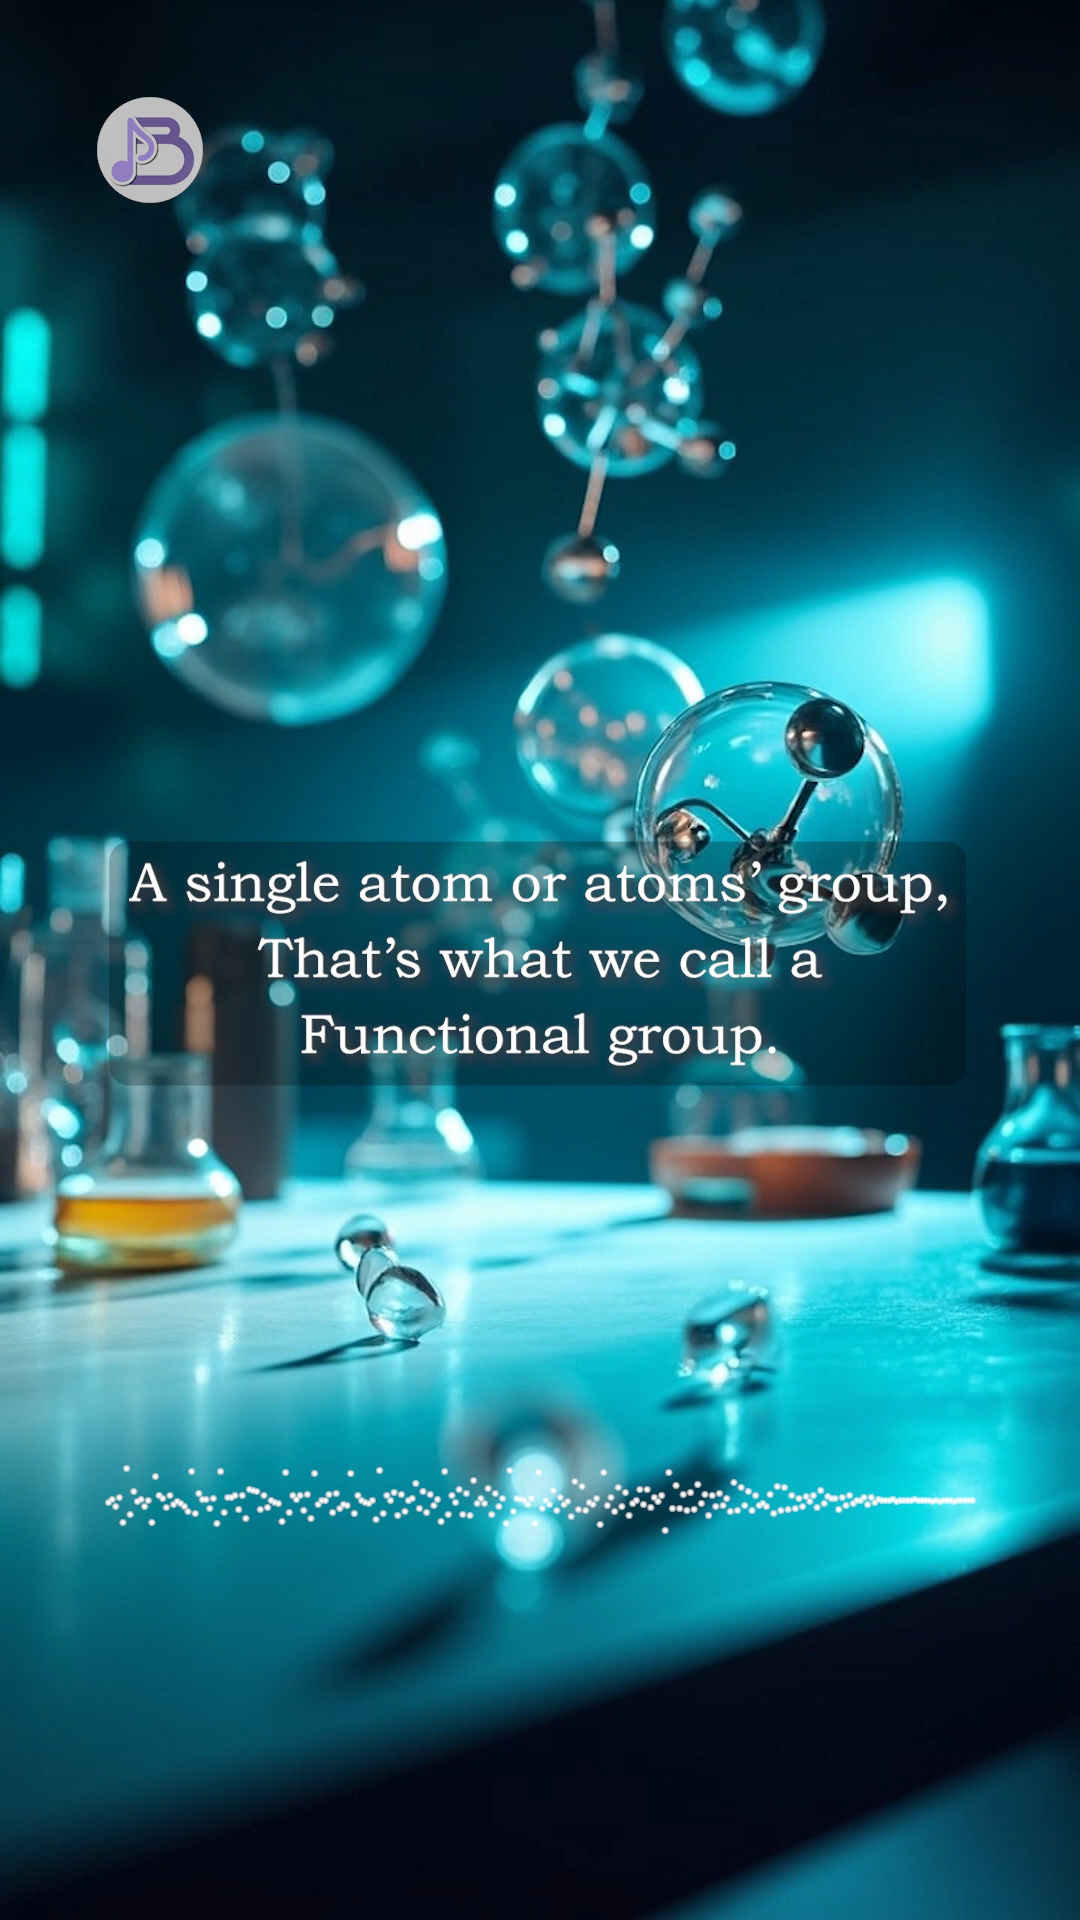 A single atom or atoms’ group,
That’s what we call a
Functional group.